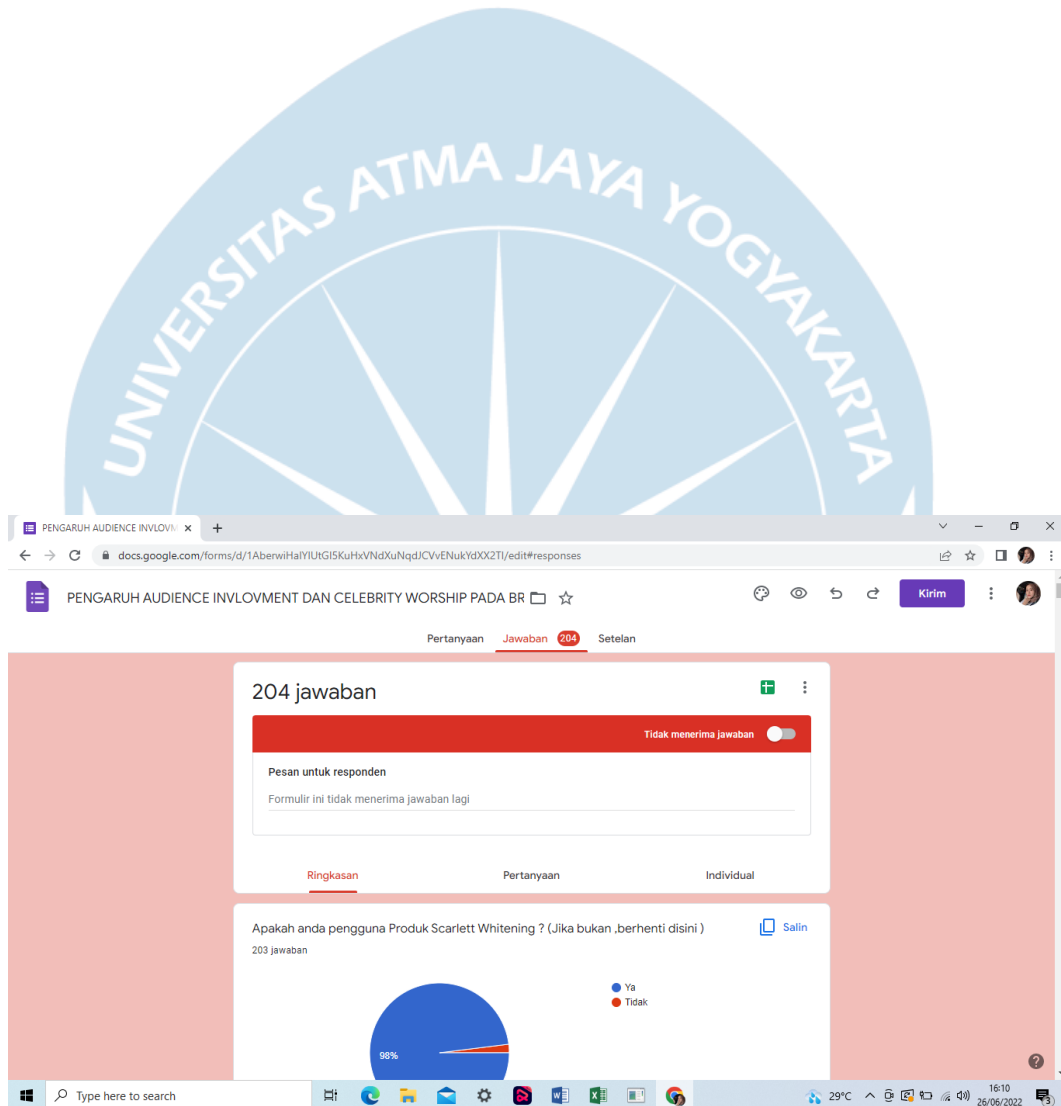 UNIVERSITAS ATMA JAYA YOGYAKARTA
PENGARUH AUDIENCE INVLOVM
docs.google.com/forms/d/1AberwiHalYIUtGI5KuHxVNdXuNqdJCVvENukYdXX2TI/edit#responses
PENGARUH AUDIENCE INVLOVMENT DAN CELEBRITY WORSHIP PADA BR
Kirim
Pertanyaan Jawaban 204 Setelan
204 jawaban
Tidak menerima jawaban
Pesan untuk responden
Formulir ini tidak menerima jawaban lagi
Ringkasan Pertanyaan Individual
Apakah anda pengguna Produk Scarlett Whitening ? (Jika bukan ,berhenti disini )
Salin
203 jawaban
Ya
Tidak
98%
Type here to search
29°C
16:10
26/06/2022
3